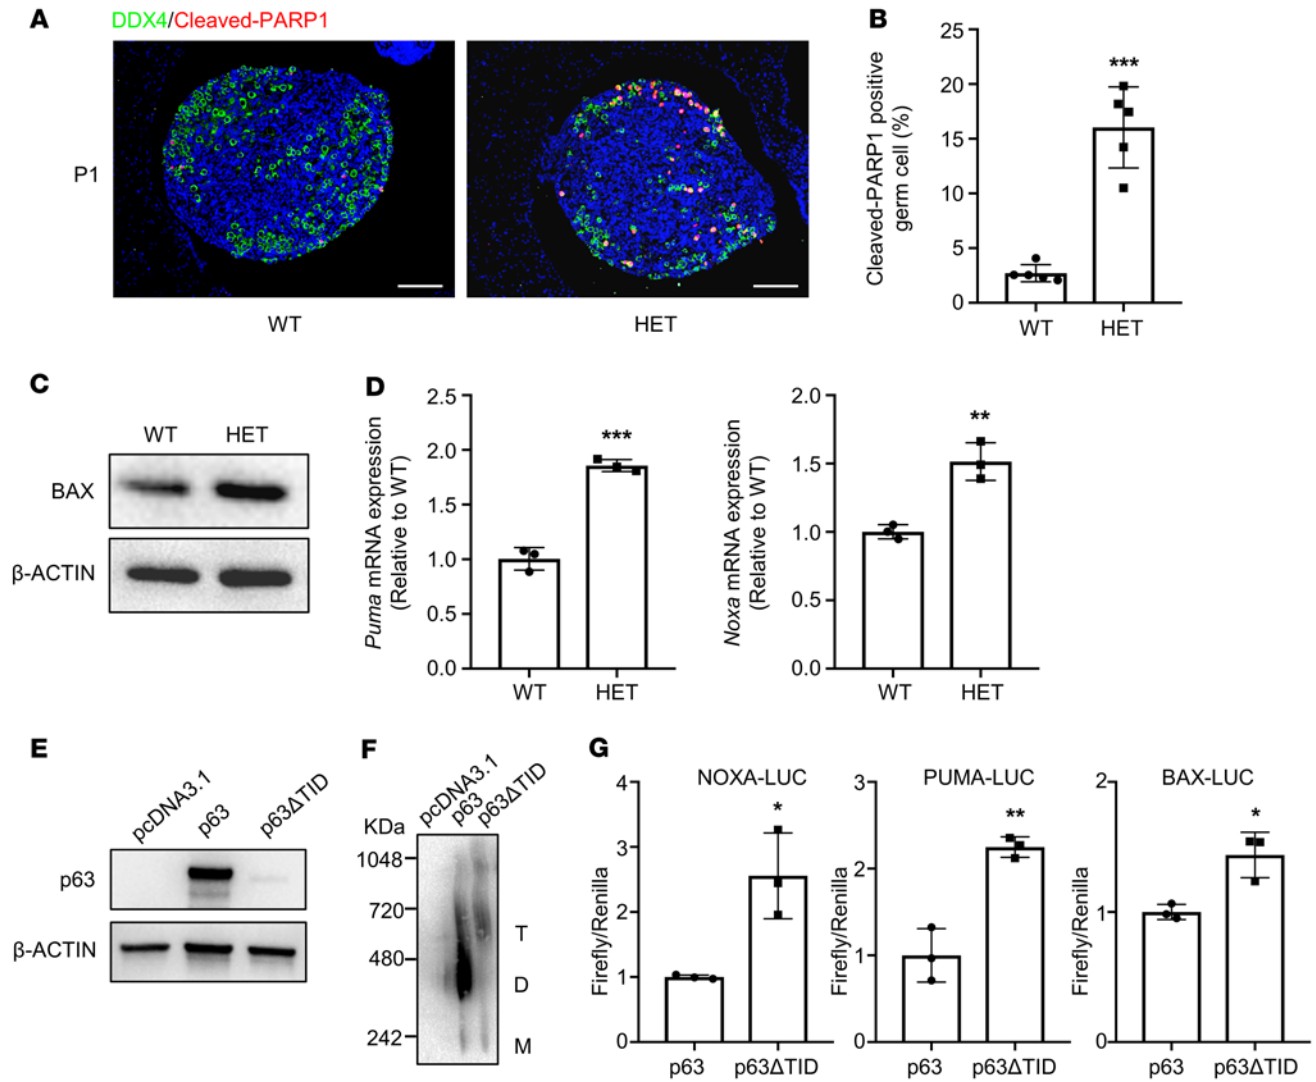 A
DDX4/Cleaved-PARP1
P1
WT
HET
B
Cleaved-PARP1 positive
germ cell (%)
25
20
15
10
5
0
***
WT
HET
C
WT
HET
BAX
β-ACTIN
D
Puma mRNA expression
(Relative to WT)
2.5
2.0
1.5
1.0
0.5
0.0
***
WT
HET
Noxa mRNA expression
(Relative to WT)
2.0
1.5
1.0
0.5
0.0
**
WT
HET
E
pcDNA3.1
p63
p63ΔTID
p63
β-ACTIN
F
pcDNA3.1
p63
p63ΔTID
KDa
1048
720
480
242
T
D
M
G
NOXA-LUC
Firefly/Renilla
4
3
2
1
0
*
p63
p63ΔTID
PUMA-LUC
Firefly/Renilla
3
2
1
0
**
p63
p63ΔTID
BAX-LUC
Firefly/Renilla
2
1
0
*
p63
p63ΔTID